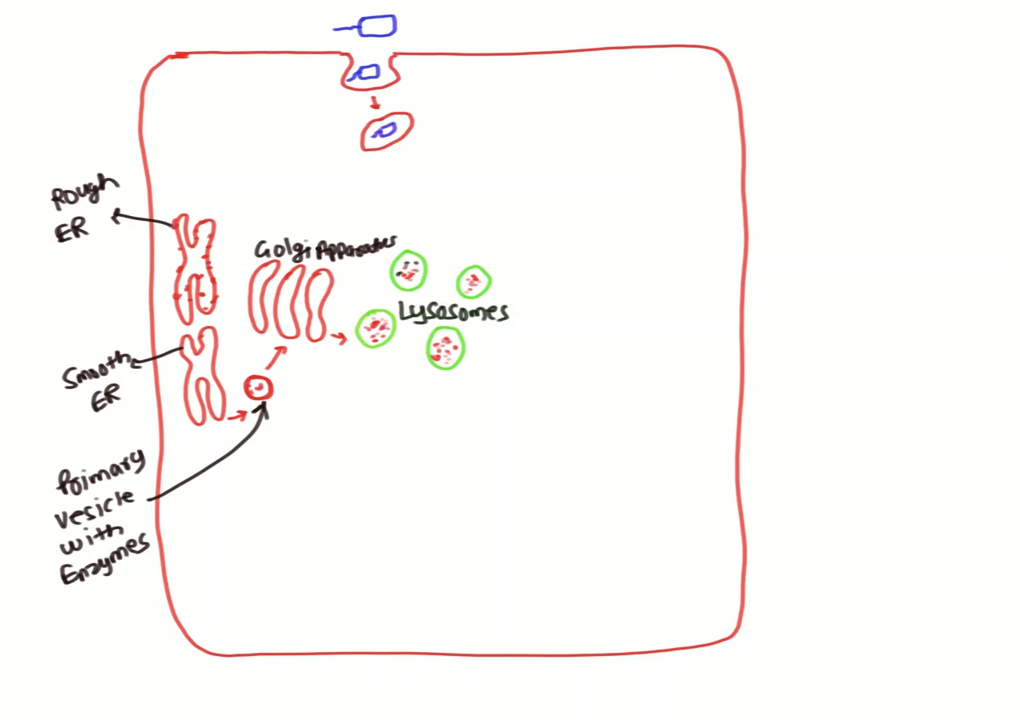 Rough
ER
Golgi Apparatus
Lysosomes
Smooth
ER
Primary
vesicle
with
Enzymes